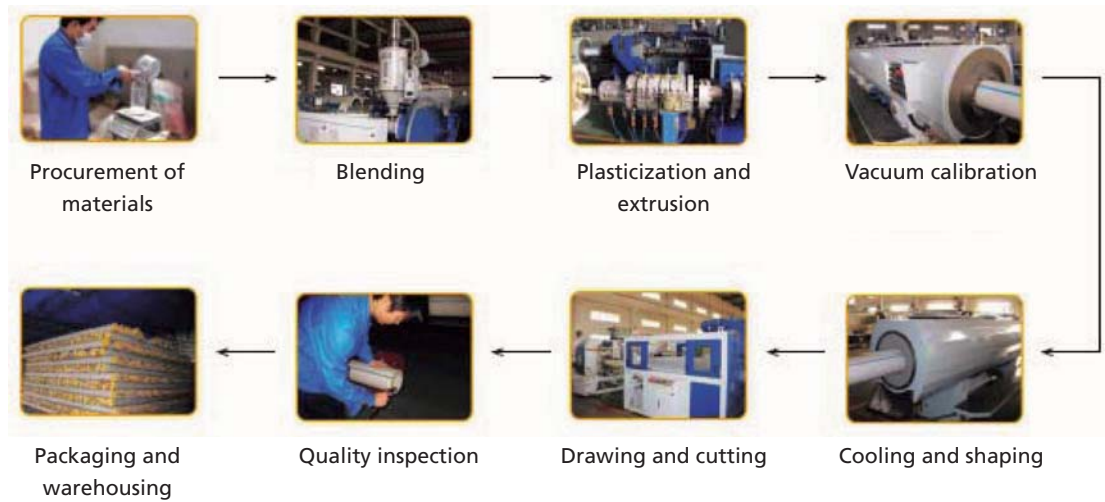 Procurement of
materials
Blending
Plasticization and
extrusion
Vacuum calibration
Packaging and
warehousing
Quality inspection
Drawing and cutting
Cooling and shaping